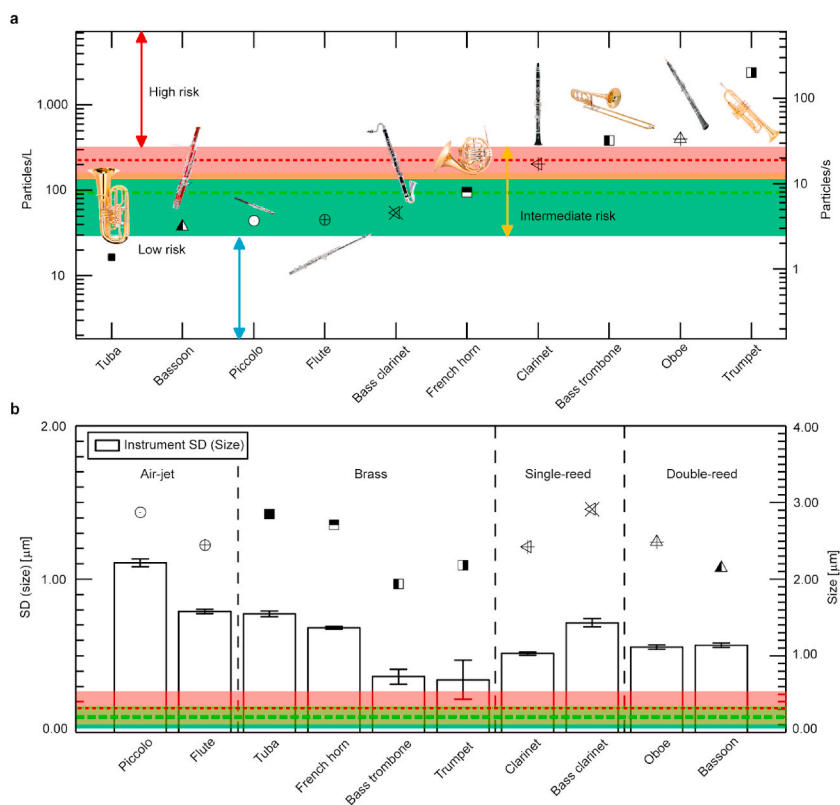 a
High risk
1,000
100
10
Particles/L
Low risk
Intermediate risk
100
10
1
Particles/s
Tuba
Bassoon
Piccolo
Flute
Bass clarinet
French horn
Clarinet
Bass trombone
Oboe
Trumpet
b
2.00
1.00
0.00
SD (size) [μm]
Instrument SD (Size)
Air-jet
Brass
Single-reed
Double-reed
4.00
3.00
2.00
1.00
0.00
Size [μm]
Piccolo
Flute
Tuba
French horn
Bass trombone
Trumpet
Clarinet
Bass clarinet
Oboe
Bassoon